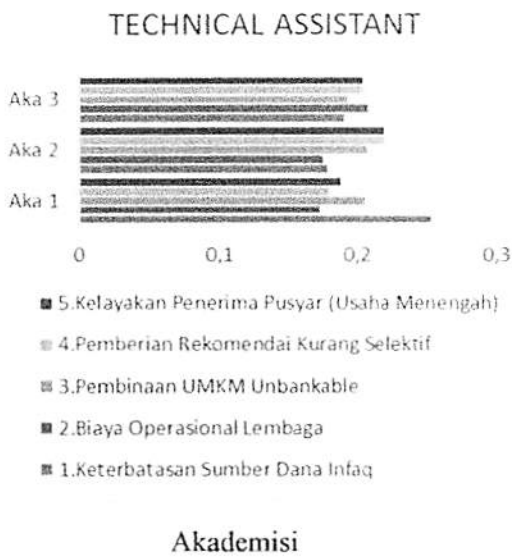 TECHNICAL ASSISTANT
Aka 3
Aka 2
Aka 1
0 0,1 0,2 0,3
5.Kelayakan Penerima Pusyar (Usaha Menengah)
4.Pemberian Rekomendai Kurang Selektif
3.Pembinaan UMKM Unbankable
2.Biaya Operasional Lembaga
1.Keterbatasan Sumber Dana Infaq
Akademisi